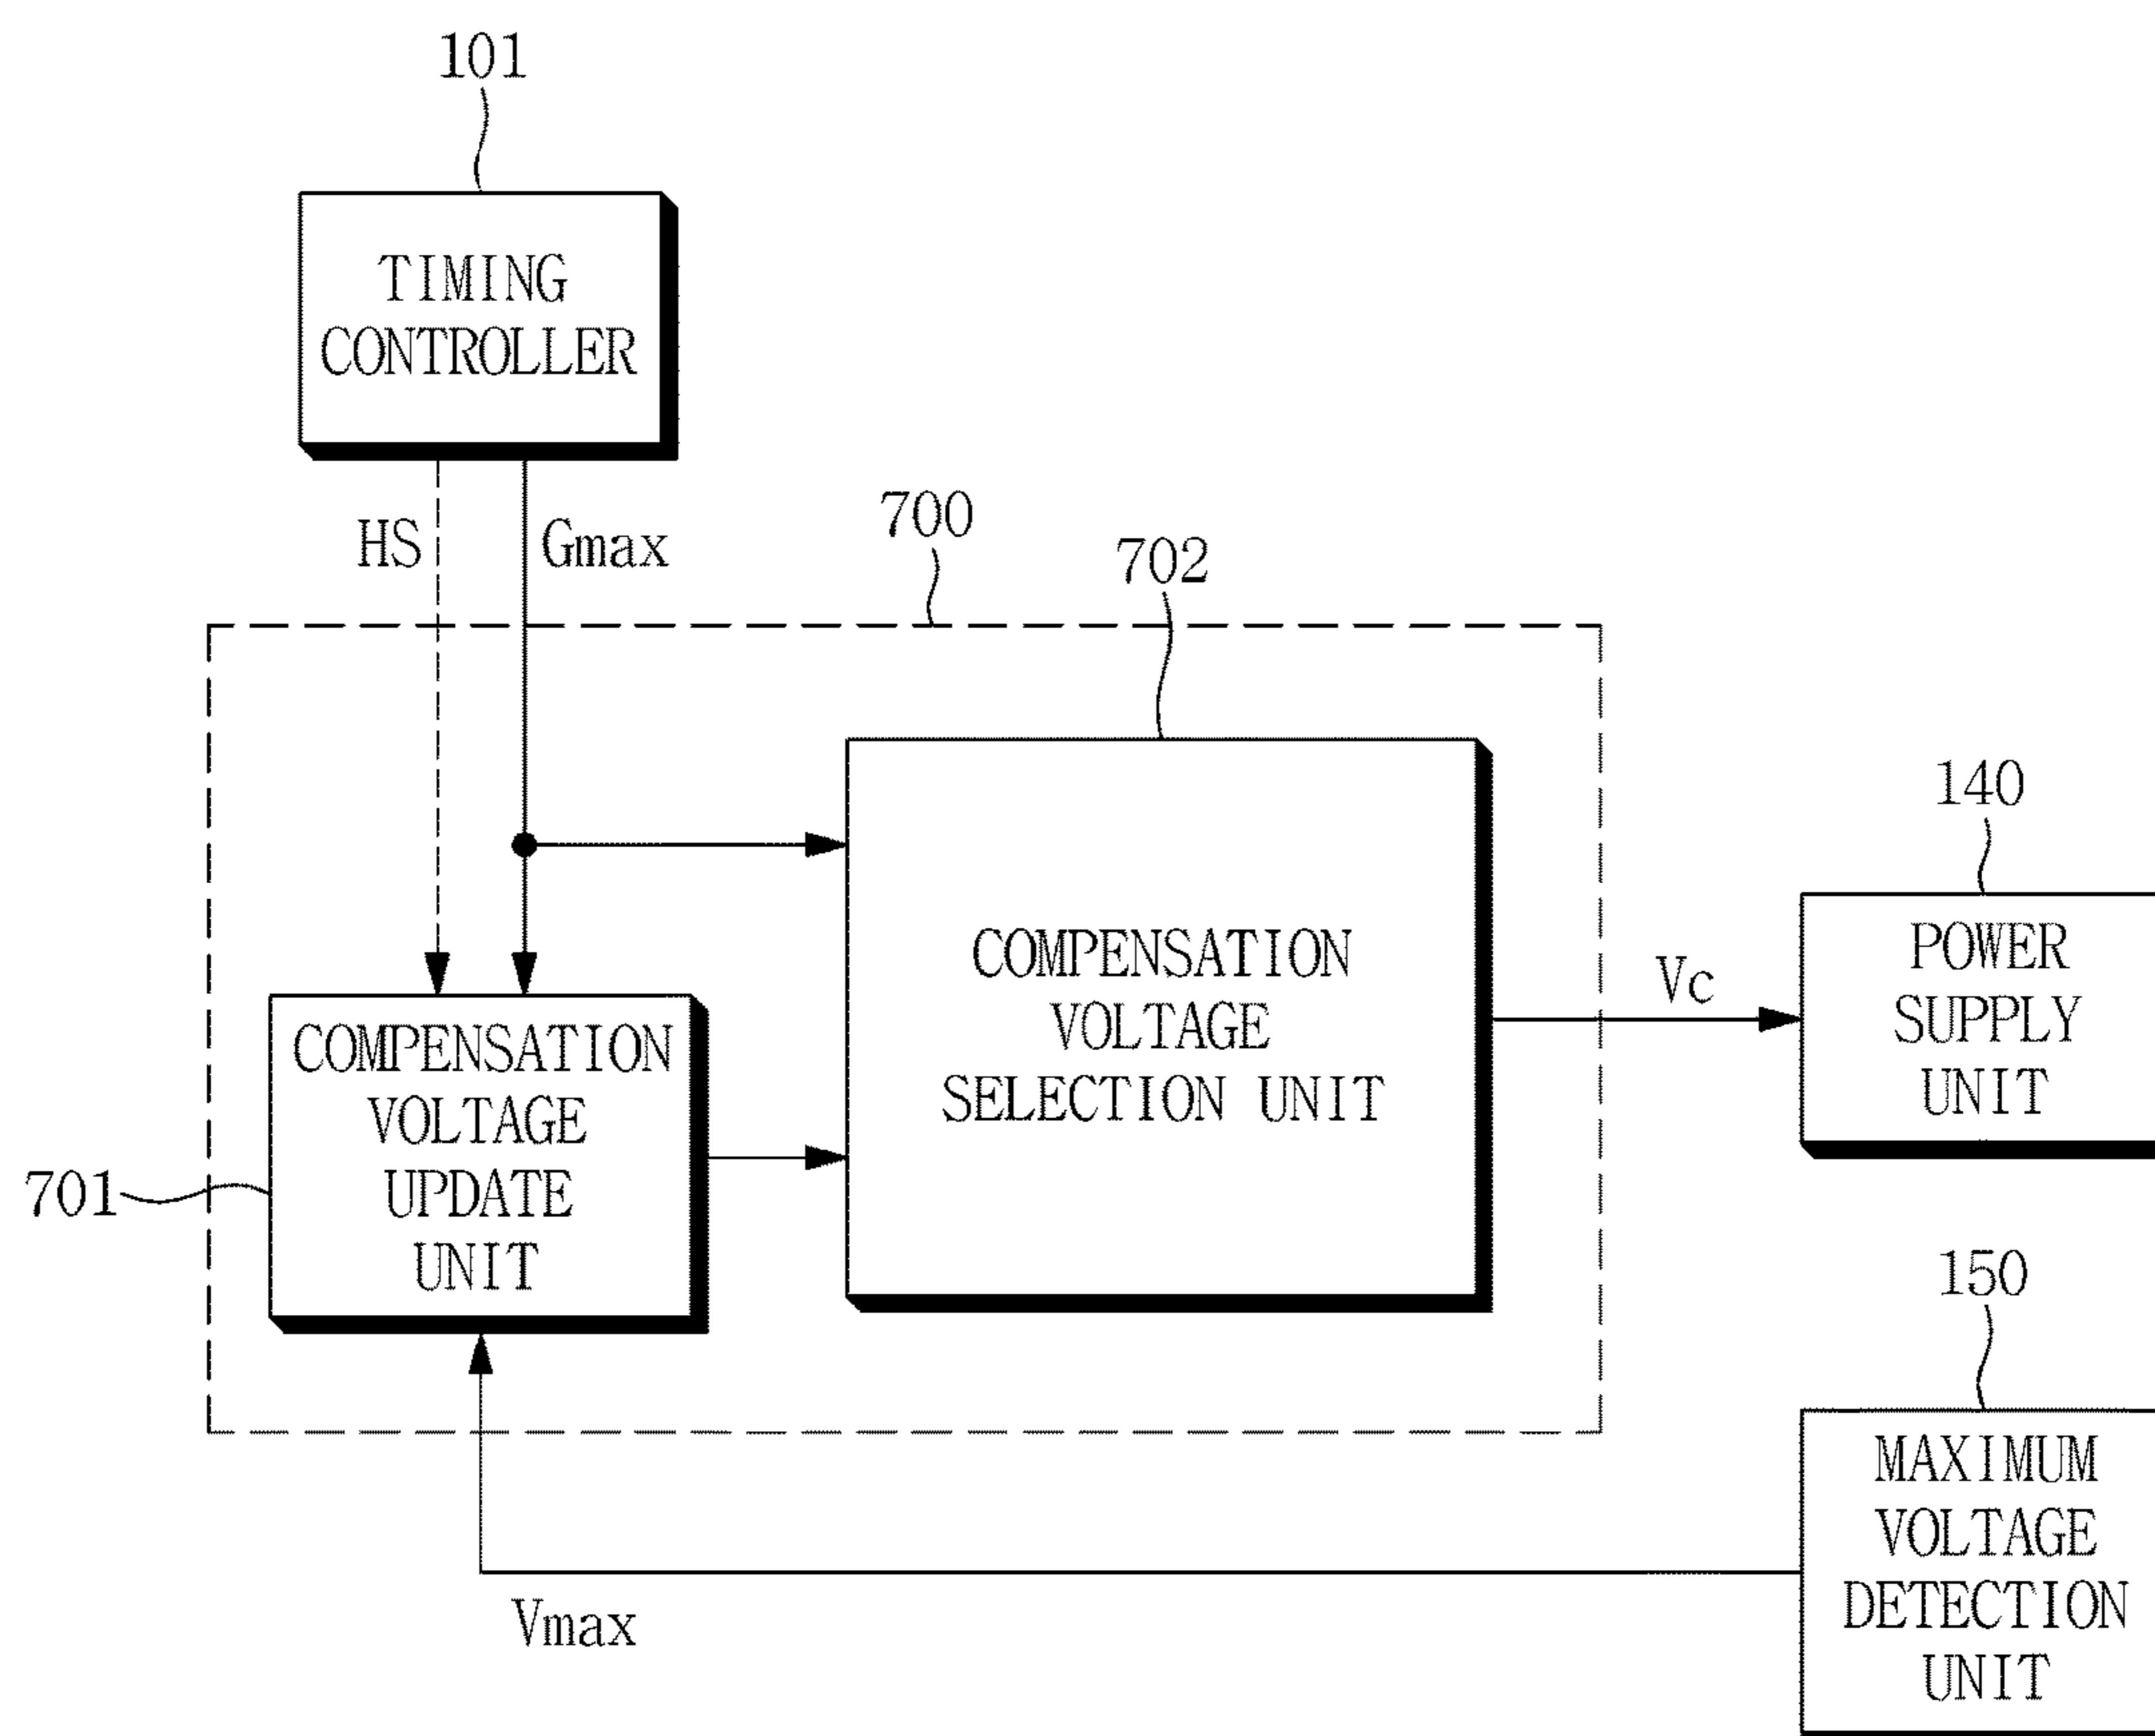 101
TIMING
CONTROLLER
HS
Gmax
700
702
COMPENSATION
VOLTAGE
SELECTION UNIT
140
POWER
SUPPLY
UNIT
Vc
COMPENSATION
VOLTAGE
UPDATE
UNIT
701
150
MAXIMUM
VOLTAGE
DETECTION
UNIT
Vmax